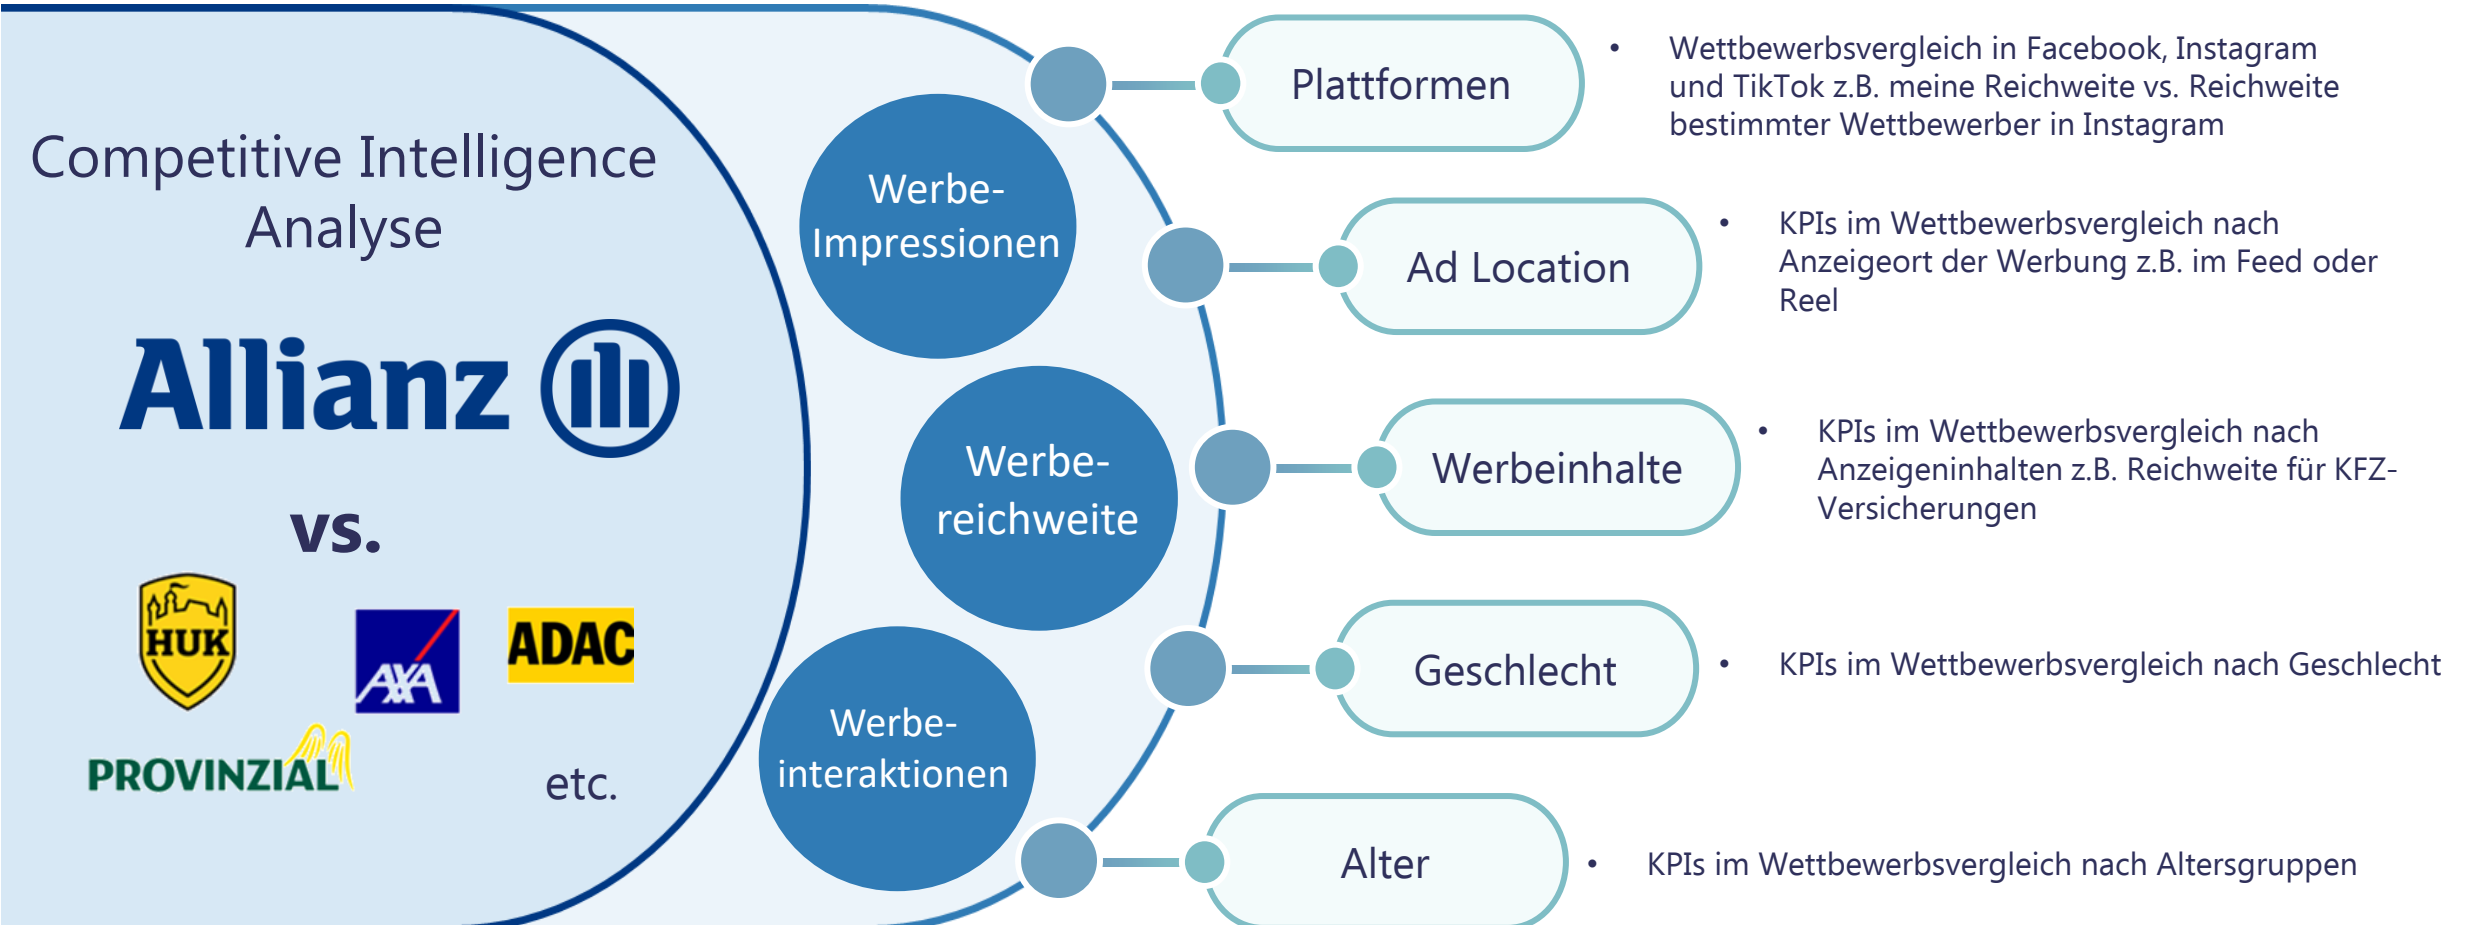 Competitive Intelligence
Analyse
Allianz
vs.
HUK
AXA
ADAC
PROVINZIAL
etc.
Werbe-
Impressionen
Werbe-
reichweite
Werbe-
interaktionen
Plattformen
• Wettbewerbsvergleich in Facebook, Instagram
und TikTok z.B. meine Reichweite vs. Reichweite
bestimmter Wettbewerber in Instagram
Ad Location
• KPIs im Wettbewerbsvergleich nach
Anzeigeort der Werbung z.B. im Feed oder
Reel
Werbeinhalte
• KPIs im Wettbewerbsvergleich nach
Anzeigeninhalten z.B. Reichweite für KFZ-
Versicherungen
Geschlecht
• KPIs im Wettbewerbsvergleich nach Geschlecht
Alter
• KPIs im Wettbewerbsvergleich nach Altersgruppen